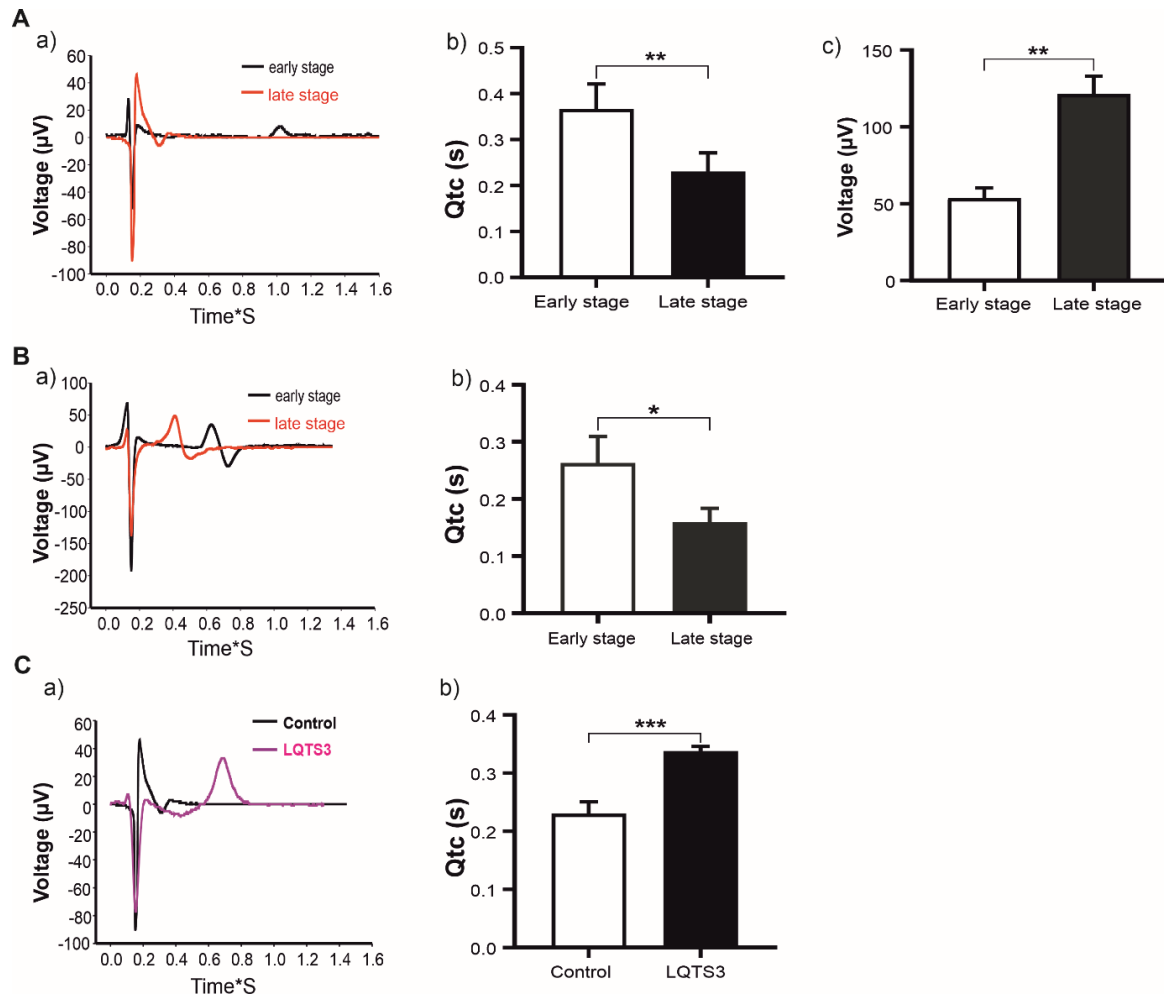 A
a)
60
40
20
0
-20
-40
-60
-80
-100
Voltage (µV)
early stage
late stage
0.0 0.2 0.4 0.6 0.8 1.0 1.2 1.4 1.6
Time*S
b)
0.5
0.4
0.3
0.2
0.1
0.0
Qtc (s)
**
Early stage Late stage
c)
150
100
50
0
Voltage (µV)
**
Early stage Late stage
B
a)
100
50
0
-50
-100
-150
-200
-250
Voltage (µV)
early stage
late stage
0.0 0.2 0.4 0.6 0.8 1.0 1.2 1.4 1.6
Time*S
b)
0.4
0.3
0.2
0.1
0.0
Qtc (s)
*
Early stage Late stage
C
a)
60
40
20
0
-20
-40
-60
-80
-100
Voltage (µV)
Control
LQTS3
0.0 0.2 0.4 0.6 0.8 1.0 1.2 1.4 1.6
Time*S
b)
0.4
0.3
0.2
0.1
0.0
Qtc (s)
***
Control LQTS3